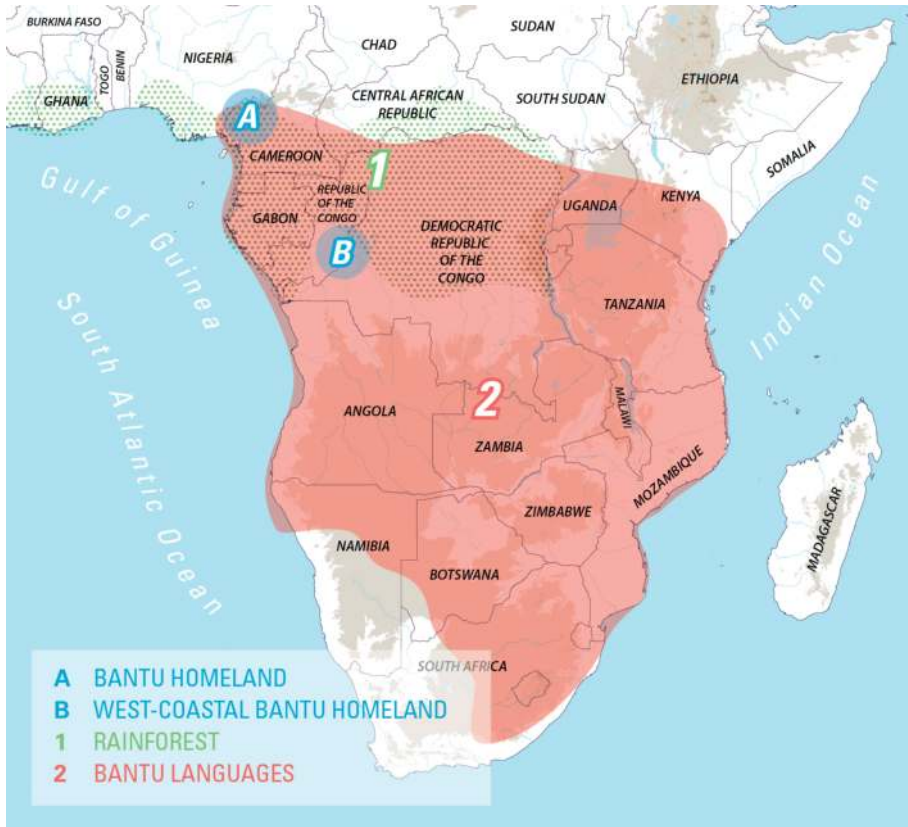 BURKINA FASO
TOGO
BENIN
NIGERIA
CHAD
SUDAN
GHANA
CENTRAL AFRICAN
REPUBLIC
SOUTH SUDAN
ETHIOPIA
SOMALIA
A
CAMEROON
1
Gulf of Guinea
GABON
REPUBLIC
OF THE
CONGO
B
DEMOCRATIC
REPUBLIC
OF THE
CONGO
UGANDA
KENYA
TANZANIA
Indian Ocean
South Atlantic Ocean
ANGOLA
2
ZAMBIA
MALAWI
MOZAMBIQUE
ZIMBABWE
NAMIBIA
BOTSWANA
MADAGASCAR
SOUTH AFRICA
A BANTU HOMELAND
B WEST-COASTAL BANTU HOMELAND
1 RAINFOREST
2 BANTU LANGUAGES